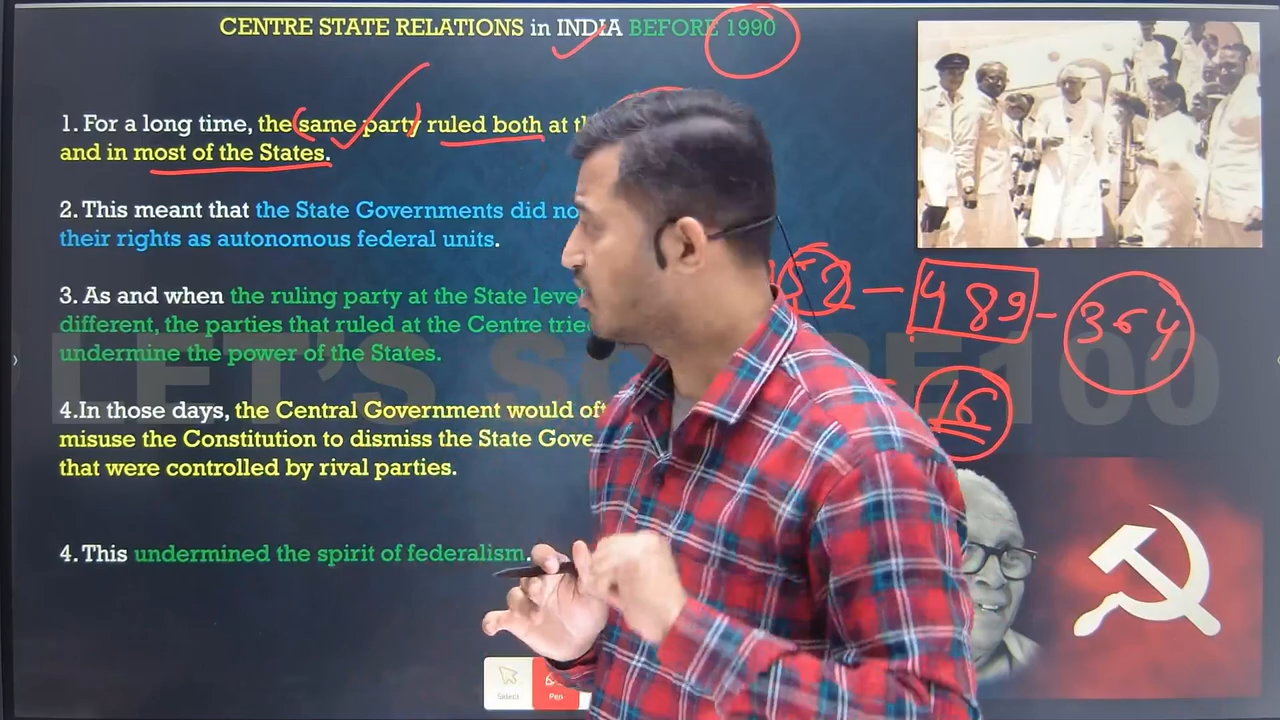 CENTRE STATE RELATIONS in INDIA BEFORE 1990
1. For a long time, the same party ruled both at
and in most of the States.
2. This meant that the State Governments did
their rights as autonomous federal units.
3. As and when the ruling party at the State
different, the parties that ruled at the Centre
undermine the power of the States.
4.In those days, the Central Government would
misuse the Constitution to dismiss the State
that were controlled by rival parties.
4. This undermined the spirit of federalism.
52 – 489 – 364
16
LET'S
100
Select
Pen